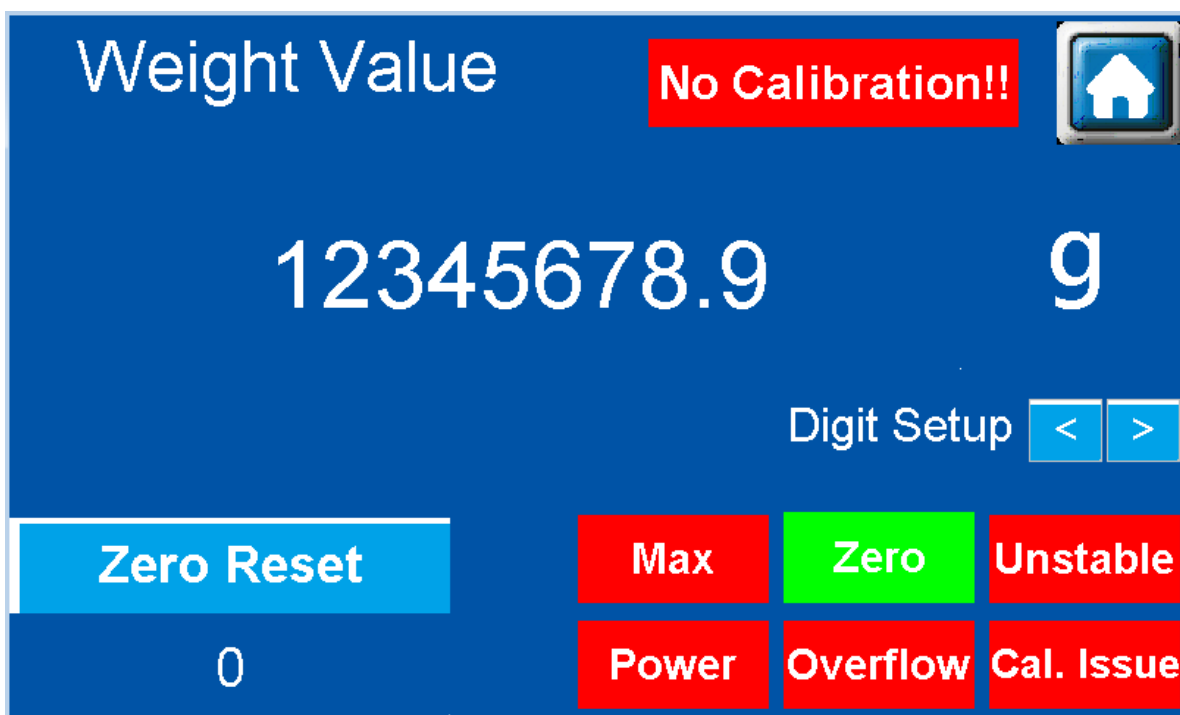 Weight Value
No Calibration!!
12345678.9 g
Digit Setup < >
Zero Reset
Max Zero Unstable
0
Power Overflow Cal. Issue